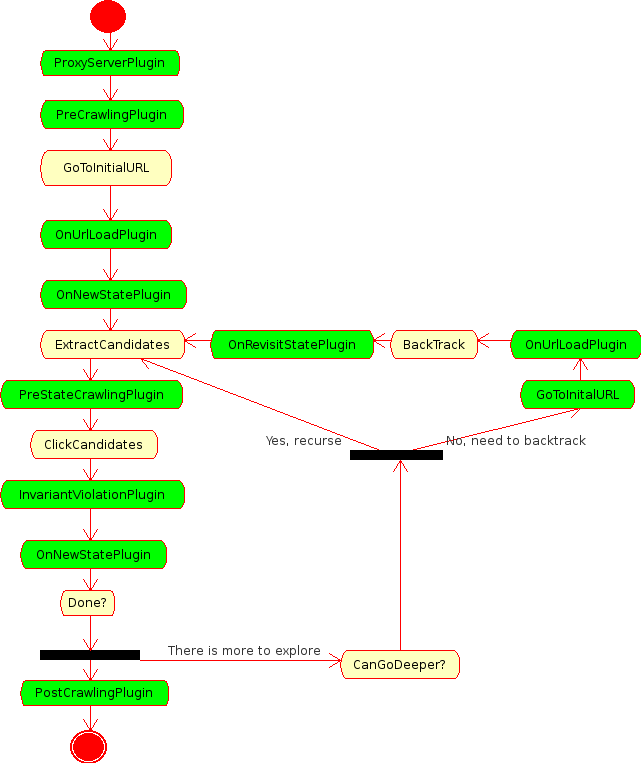 ProxyServerPlugin
PreCrawlingPlugin
GoToInitialURL
OnUrlLoadPlugin
OnNewStatePlugin
ExtractCandidates
OnRevisitStatePlugin
BackTrack
OnUrlLoadPlugin
PreStateCrawlingPlugin
GoToInitalURL
ClickCandidates
Yes, recurse
No, need to backtrack
InvariantViolationPlugin
OnNewStatePlugin
Done?
There is more to explore
CanGoDeeper?
PostCrawlingPlugin